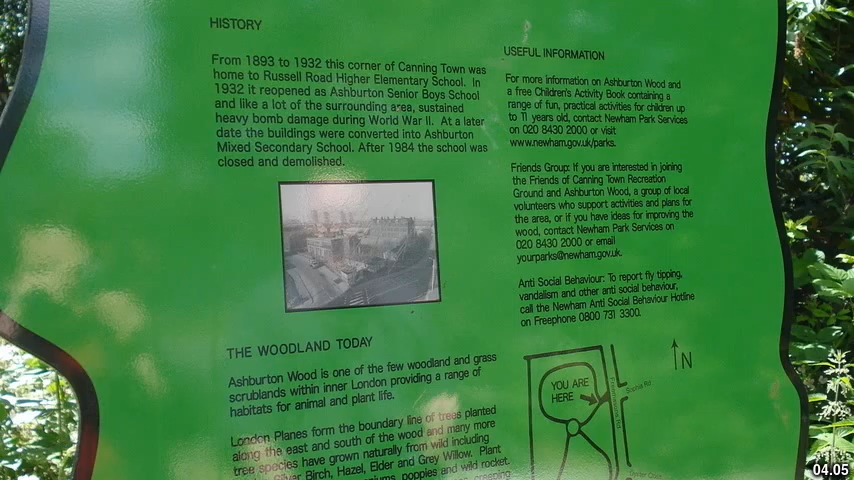 HISTORY
From 1893 to 1932 this corner of Canning Town was
home to Russell Road Higher Elementary School. In
1932 it reopened as Ashburton Senior Boys School
and like a lot of the surrounding area, sustained
heavy bomb damage during World War II. At a later
date the buildings were converted into Ashburton
Mixed Secondary School. After 1984 the school was
closed and demolished.
THE WOODLAND TODAY
Ashburton Wood is one of the few woodland and grass
scrublands within inner London providing a range of
habitats for animal and plant life.
London Planes form the boundary line of trees planted
along the east and south of the wood and many more
tree species have grown naturally from wild including
Silver Birch, Hazel, Elder and Grey Willow. Plant
poppies and wild rocket.
creeping
USEFUL INFORMATION
For more information on Ashburton Wood and
a free Children's Activity Book containing a
range of fun, practical activities for children up
to 11 years old, contact Newham Park Services
on 020 8430 2000 or visit
www.newham.gov.uk/parks.
Friends Group: If you are interested in joining
the Friends of Canning Town Recreation
Ground and Ashburton Wood, a group of local
volunteers who support activities and plans for
the area, or if you have ideas for improving the
wood, contact Newham Park Services on
020 8430 2000 or email
yourparks@newham.gov.uk.
Anti Social Behaviour: To report fly tipping,
vandalism and other anti social behaviour,
call the Newham Anti Social Behaviour Hotline
on Freephone 0800 731 3300.
N
YOU ARE
HERE
Sophia Rd
04.05